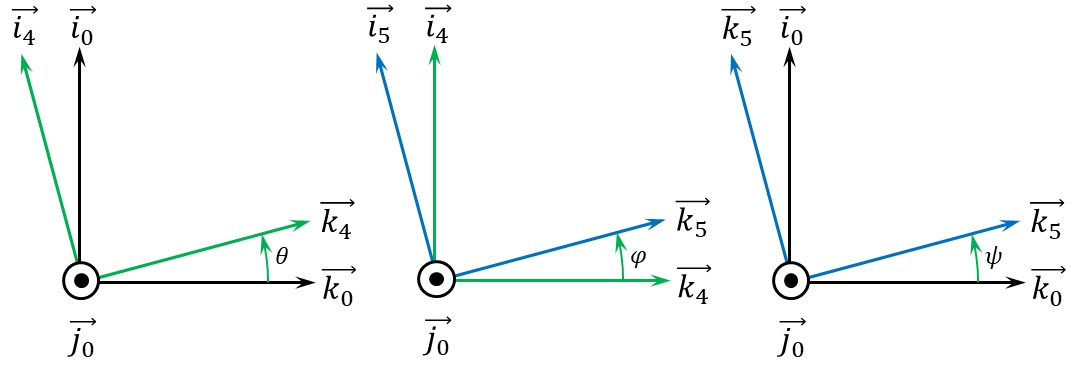 i₄ i₀
k₄
θ
k₀
j₀
i₅ i₄
k₅
φ
k₄
j₀
k₅ i₀
k₅
ψ
k₀
j₀